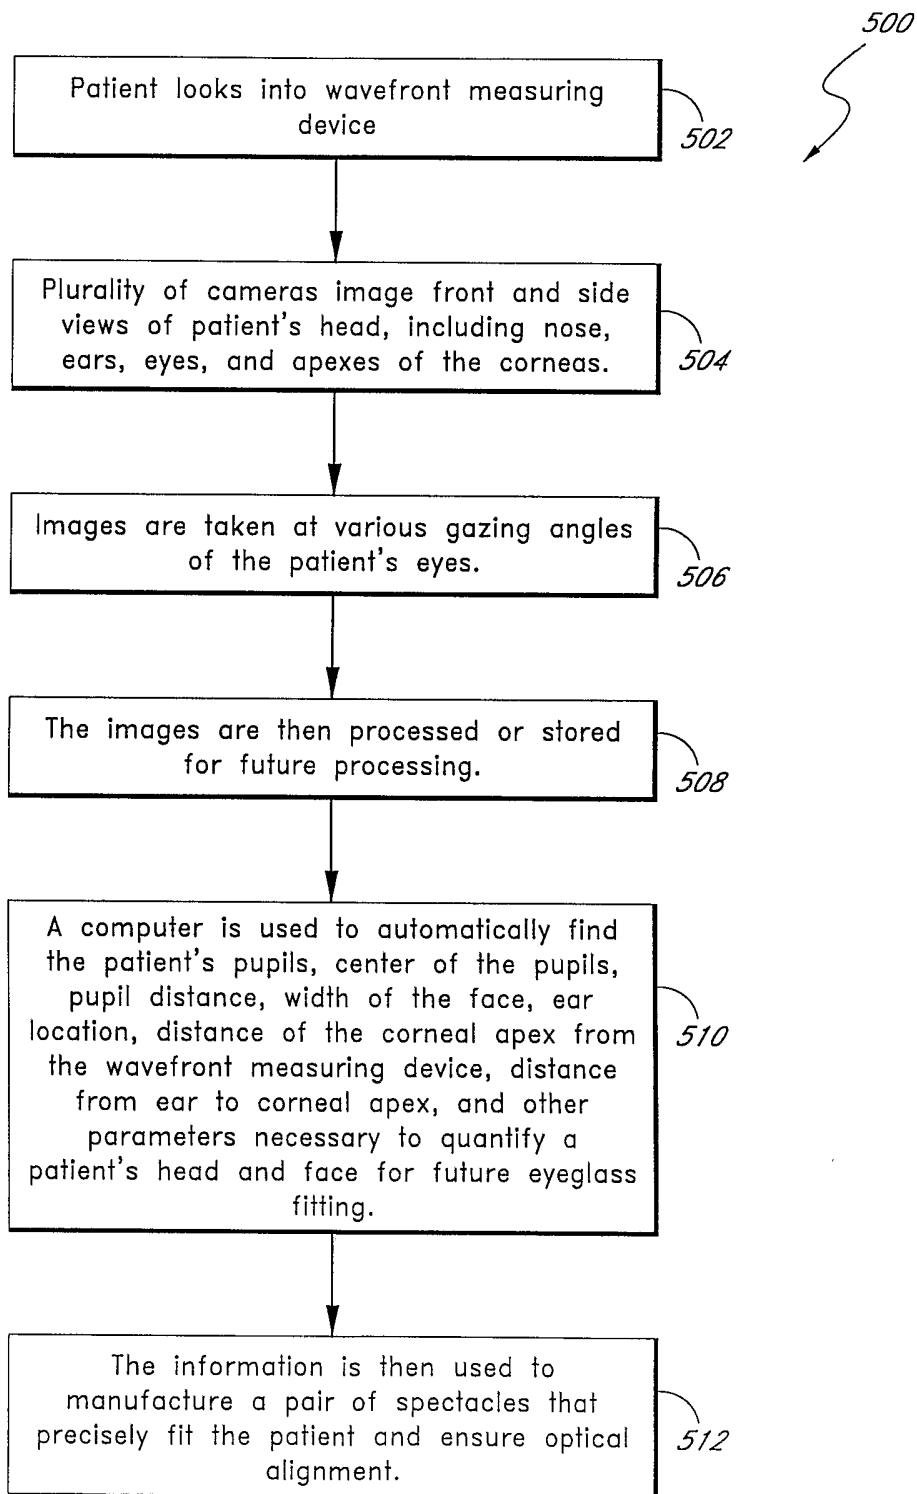 500
Patient looks into wavefront measuring
device
502
Plurality of cameras image front and side
views of patient's head, including nose,
ears, eyes, and apexes of the corneas.
504
Images are taken at various gazing angles
of the patient's eyes.
506
The images are then processed or stored
for future processing.
508
A computer is used to automatically find
the patient's pupils, center of the pupils,
pupil distance, width of the face, ear
location, distance of the corneal apex from
the wavefront measuring device, distance
from ear to corneal apex, and other
parameters necessary to quantify a
patient's head and face for future eyeglass
fitting.
510
The information is then used to
manufacture a pair of spectacles that
precisely fit the patient and ensure optical
alignment.
512